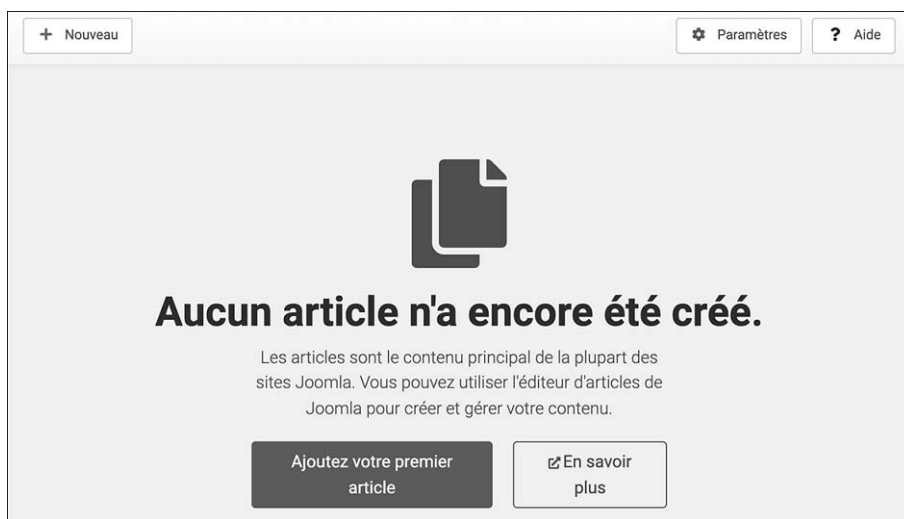 + Nouveau
Paramètres
? Aide
Aucun article n'a encore été créé.
Les articles sont le contenu principal de la plupart des
sites Joomla. Vous pouvez utiliser l'éditeur d'articles de
Joomla pour créer et gérer votre contenu.
Ajoutez votre premier
article
En savoir
plus